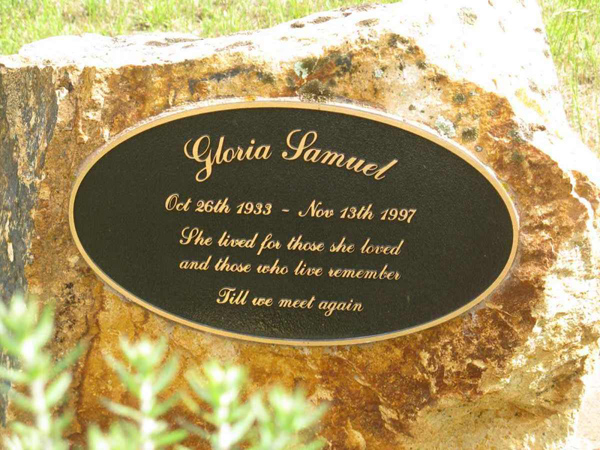 Gloria Samuel
Oct 26th 1933 - Nov 13th 1997
She lived for those she loved
and those who live remember
Till we meet again